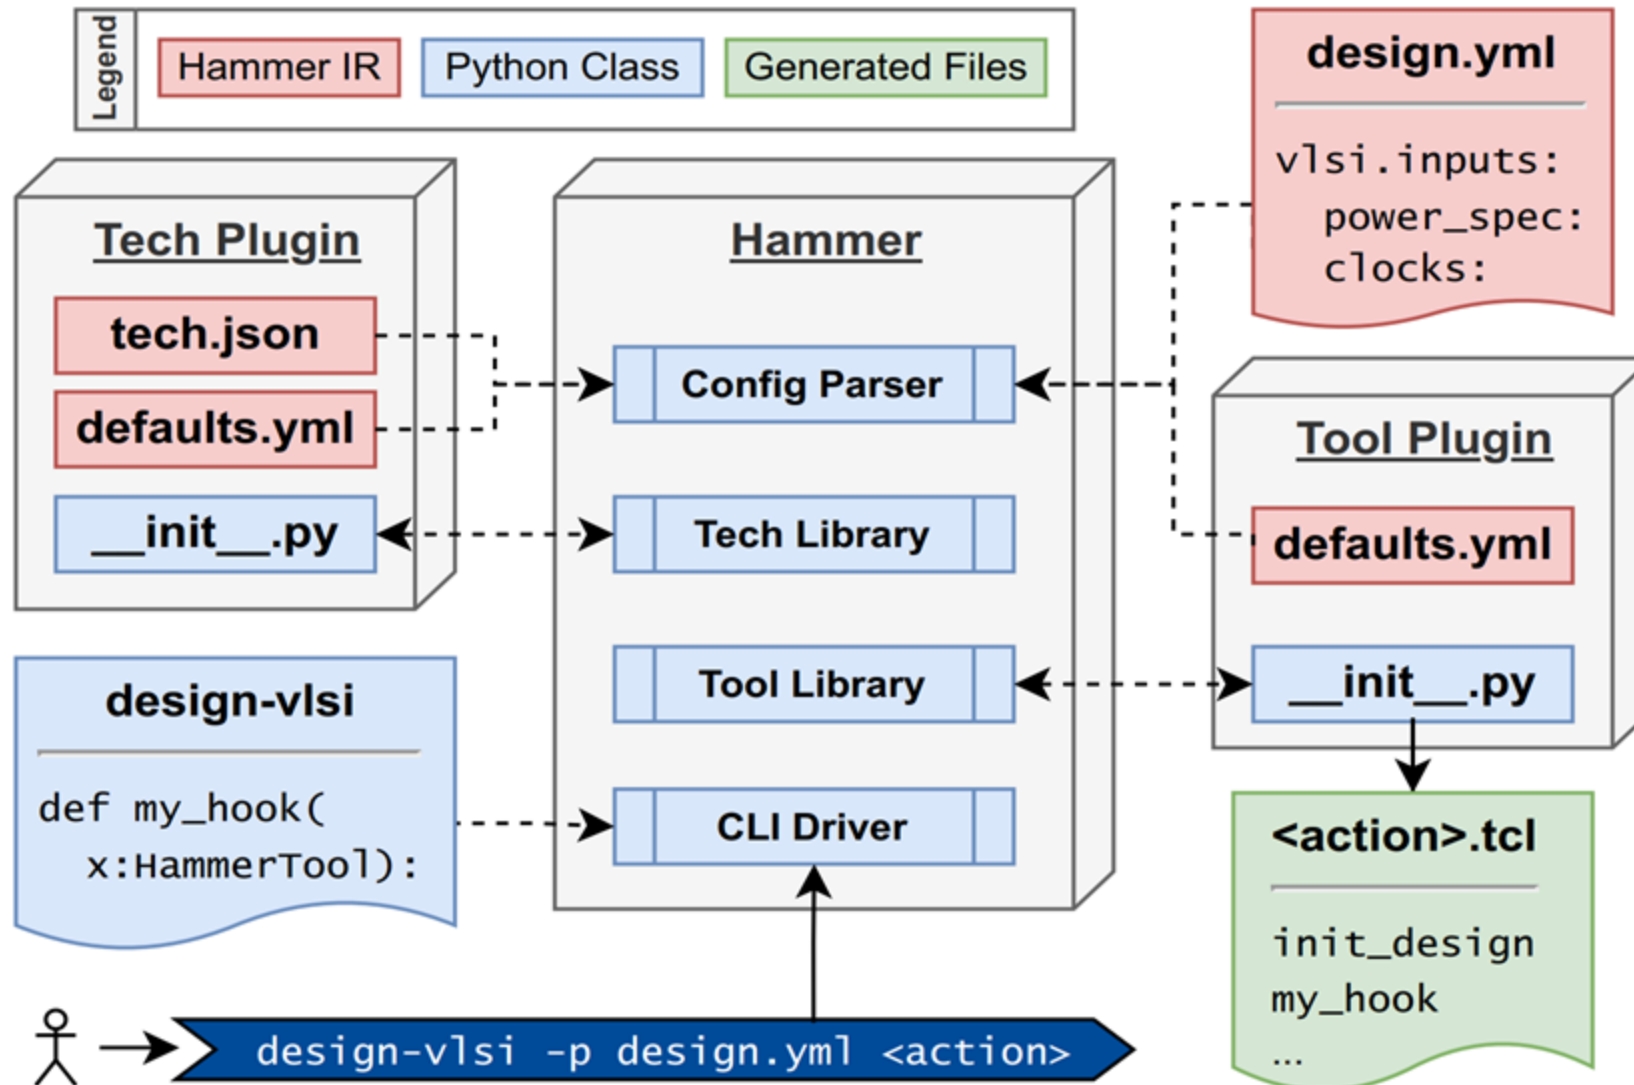 Legend
Hammer IR
Python Class
Generated Files
design.yml
vlsi.inputs:
power_spec:
clocks:
Tech Plugin
tech.json
defaults.yml
__init__.py
Hammer
Config Parser
Tech Library
Tool Library
CLI Driver
Tool Plugin
defaults.yml
__init__.py
design-vlsi
def my_hook(
x:HammerTool):
<action>.tcl
init_design
my_hook
...
design-vlsi -p design.yml <action>